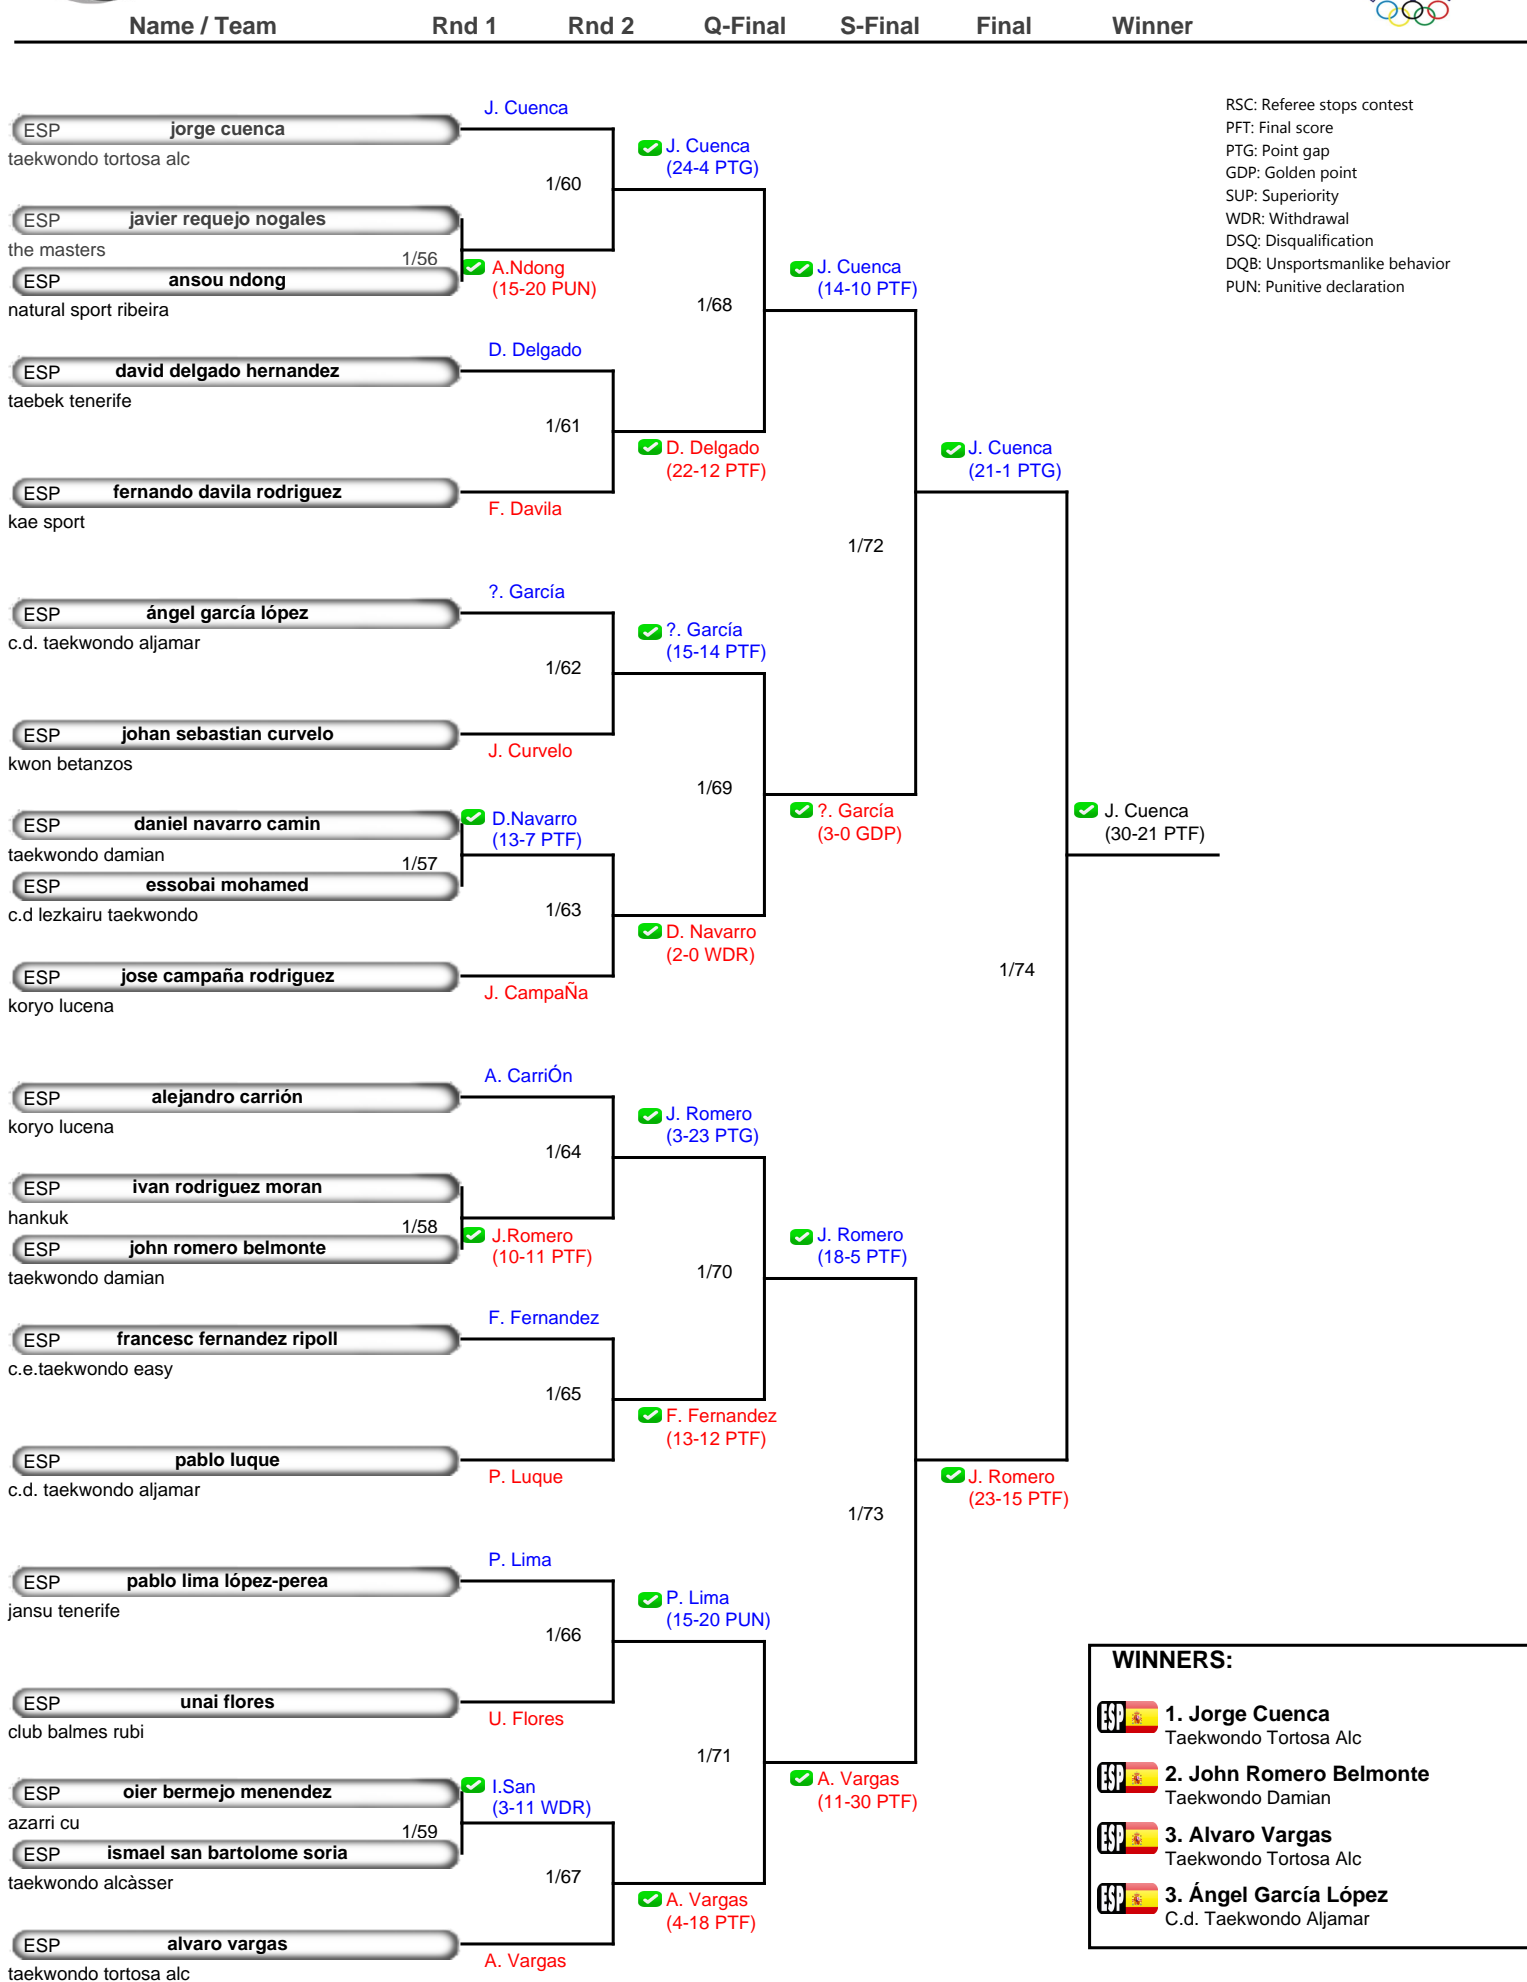 Name / Team Rnd 1 Rnd 2 Q-Final S-Final Final Winner
RSC: Referee stops contest
PFT: Final score
PTG: Point gap
GDP: Golden point
SUP: Superiority
WDR: Withdrawal
DSQ: Disqualification
DQB: Unsportsmanlike behavior
PUN: Punitive declaration
J. Cuenca
ESP jorge cuenca
taekwondo tortosa alc
J. Cuenca
(24-4 PTG)
1/60
ESP javier requejo nogales
the masters
1/56
A.Ndong
(15-20 PUN)
ESP ansou ndong
natural sport ribeira
J. Cuenca
(14-10 PTF)
1/68
D. Delgado
ESP david delgado hernandez
taebek tenerife
1/61
D. Delgado
(22-12 PTF)
J. Cuenca
(21-1 PTG)
ESP fernando davila rodriguez
F. Davila
kae sport
1/72
?. García
ESP ángel garcía lópez
c.d. taekwondo aljamar
?. García
(15-14 PTF)
1/62
ESP johan sebastian curvelo
J. Curvelo
kwon betanzos
1/69
?. García
(3-0 GDP)
J. Cuenca
(30-21 PTF)
ESP daniel navarro camin
D.Navarro
(13-7 PTF)
taekwondo damian
1/57
ESP essobai mohamed
c.d lezkairu taekwondo
1/63
D. Navarro
(2-0 WDR)
ESP jose campaña rodriguez
J. CampaÑa
koryo lucena
1/74
A. CarriÓn
ESP alejandro carrión
koryo lucena
J. Romero
(3-23 PTG)
1/64
ESP ivan rodriguez moran
hankuk
1/58
J.Romero
(10-11 PTF)
ESP john romero belmonte
taekwondo damian
J. Romero
(18-5 PTF)
1/70
F. Fernandez
ESP francesc fernandez ripoll
c.e.taekwondo easy
1/65
F. Fernandez
(13-12 PTF)
ESP pablo luque
P. Luque
c.d. taekwondo aljamar
J. Romero
(23-15 PTF)
1/73
P. Lima
ESP pablo lima lópez-perea
jansu tenerife
P. Lima
(15-20 PUN)
1/66
ESP unai flores
U. Flores
club balmes rubi
1/71
A. Vargas
(11-30 PTF)
ESP oier bermejo menendez
I.San
(3-11 WDR)
azarri cu
1/59
ESP ismael san bartolome soria
taekwondo alcàsser
1/67
A. Vargas
(4-18 PTF)
ESP alvaro vargas
A. Vargas
taekwondo tortosa alc
WINNERS:
ESP 1. Jorge Cuenca
Taekwondo Tortosa Alc
ESP 2. John Romero Belmonte
Taekwondo Damian
ESP 3. Alvaro Vargas
Taekwondo Tortosa Alc
ESP 3. Ángel García López
C.d. Taekwondo Aljamar